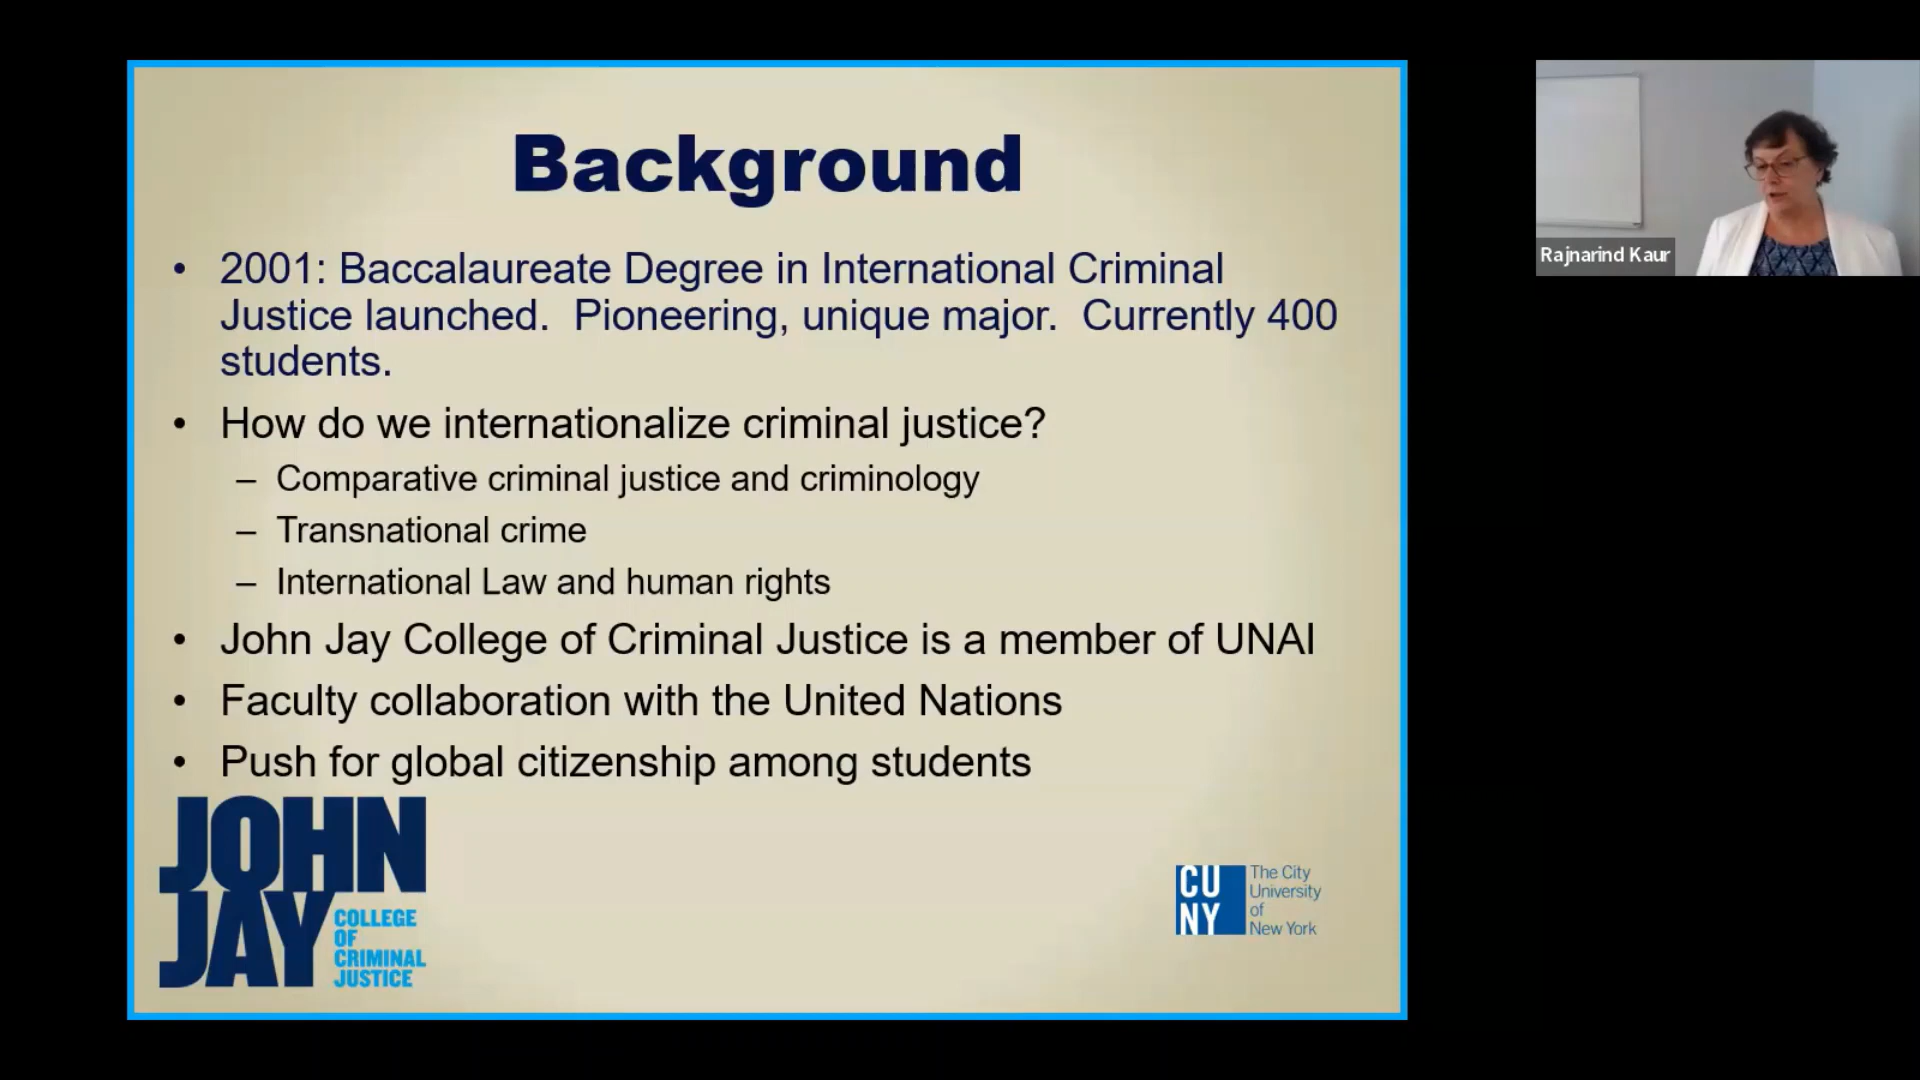 Background
• 2001: Baccalaureate Degree in International Criminal
Justice launched.  Pioneering, unique major.  Currently 400
students.
• How do we internationalize criminal justice?
– Comparative criminal justice and criminology
– Transnational crime
– International Law and human rights
• John Jay College of Criminal Justice is a member of UNAI
• Faculty collaboration with the United Nations
• Push for global citizenship among students
JOHN
JAY
COLLEGE
OF
CRIMINAL
JUSTICE
CU
NY
The City
University
of
New York
Rajnarind Kaur